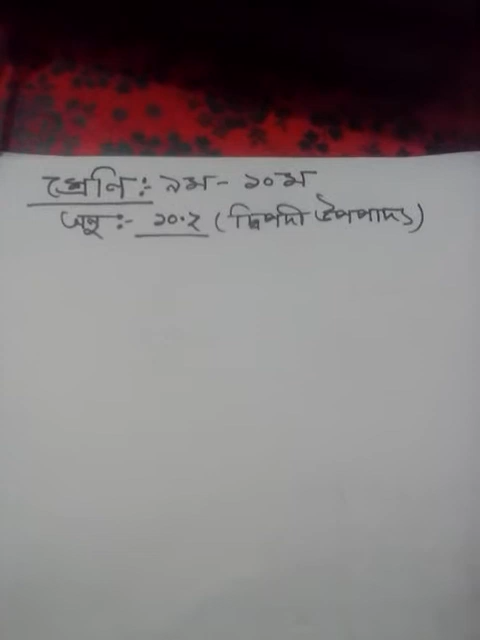 শ্রেণি:- ৯ম - ১০ম
অনু:- ১০.২ (দ্বিপদী উপপাদ্য)